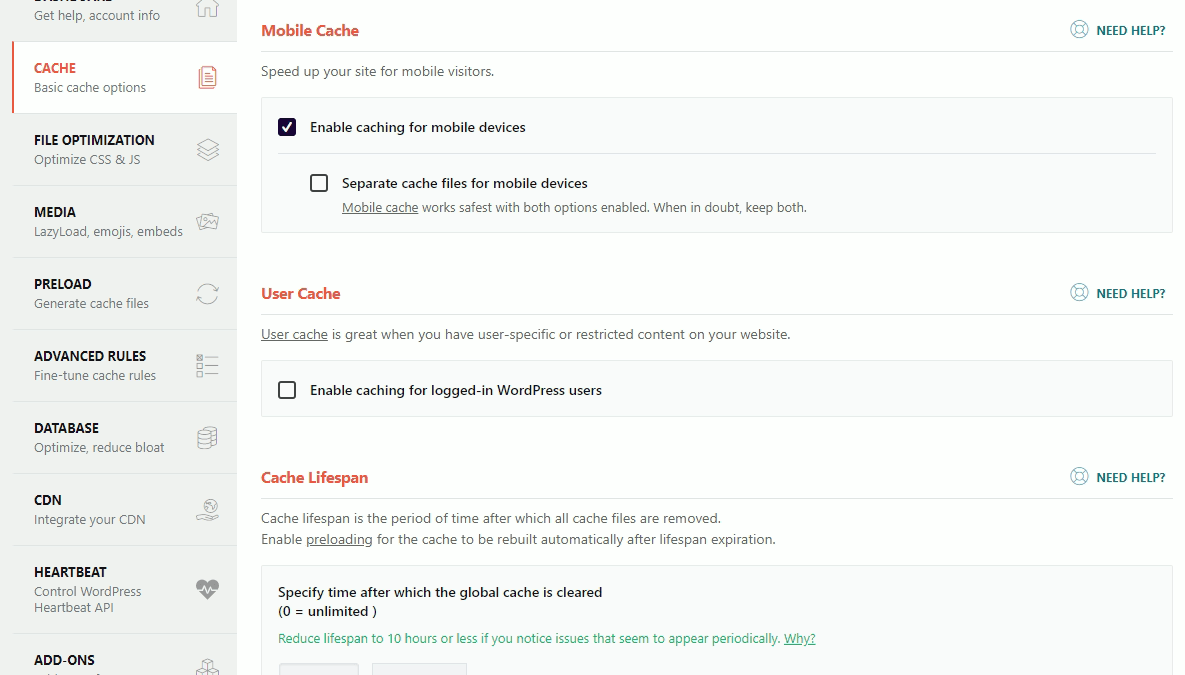 DASHBOARD
Get help, account info
CACHE
Basic cache options
FILE OPTIMIZATION
Optimize CSS & JS
MEDIA
LazyLoad, emojis, embeds
PRELOAD
Generate cache files
ADVANCED RULES
Fine-tune cache rules
DATABASE
Optimize, reduce bloat
CDN
Integrate your CDN
HEARTBEAT
Control WordPress
Heartbeat API
ADD-ONS
Mobile Cache
NEED HELP?
Speed up your site for mobile visitors.
Enable caching for mobile devices
Separate cache files for mobile devices
Mobile cache works safest with both options enabled. When in doubt, keep both.
User Cache
NEED HELP?
User cache is great when you have user-specific or restricted content on your website.
Enable caching for logged-in WordPress users
Cache Lifespan
NEED HELP?
Cache lifespan is the period of time after which all cache files are removed.
Enable preloading for the cache to be rebuilt automatically after lifespan expiration.
Specify time after which the global cache is cleared
(0 = unlimited )
Reduce lifespan to 10 hours or less if you notice issues that seem to appear periodically. Why?